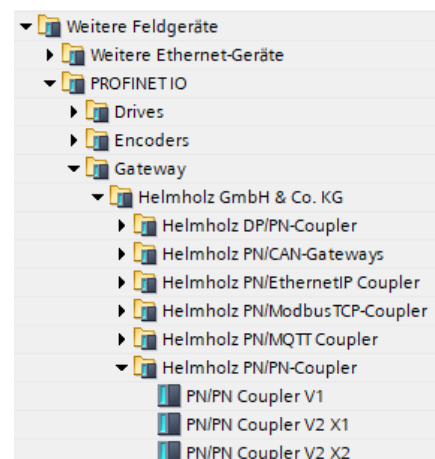 Weitere Feldgeräte
Weitere Ethernet-Geräte
PROFINET IO
Drives
Encoders
Gateway
Helmholz GmbH & Co. KG
Helmholz DP/PN-Coupler
Helmholz PN/CAN-Gateways
Helmholz PN/EthernetIP Coupler
Helmholz PN/ModbusTCP-Coupler
Helmholz PN/MQTT Coupler
Helmholz PN/PN-Coupler
PN/PN Coupler V1
PN/PN Coupler V2 X1
PN/PN Coupler V2 X2